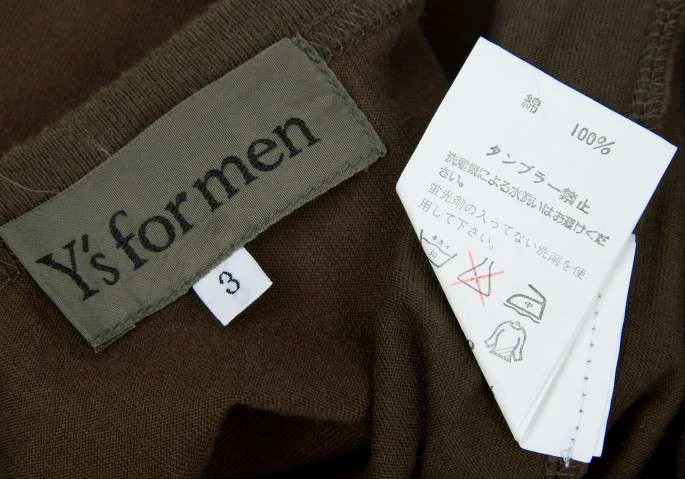 Y's for men
3
綿 100%
タンブラー禁止
洗濯機による水洗いはお避けくだ
さい。
蛍光剤の入ってない洗剤を使
用して下さい。
中